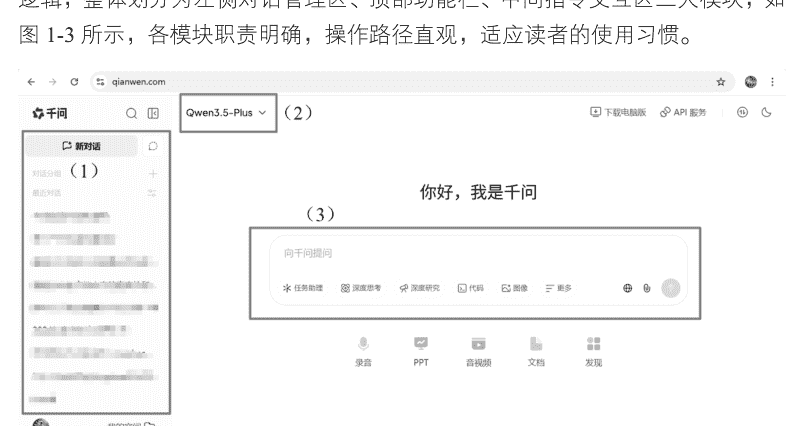 逻辑，整体划分为左侧对话管理区、顶部功能栏、中间指令交互区三大模块，如
图 1-3 所示，各模块职责明确，操作路径直观，适应读者的使用习惯。
qianwen.com
千问
Qwen3.5-Plus
（2）
下载电脑版
API 服务
新对话
（1）
对话分组
最近对话
你好，我是千问
（3）
向千问提问
任务助理 深度思考 深度研究 代码 图像 更多
录音 PPT 音视频 文档 发现